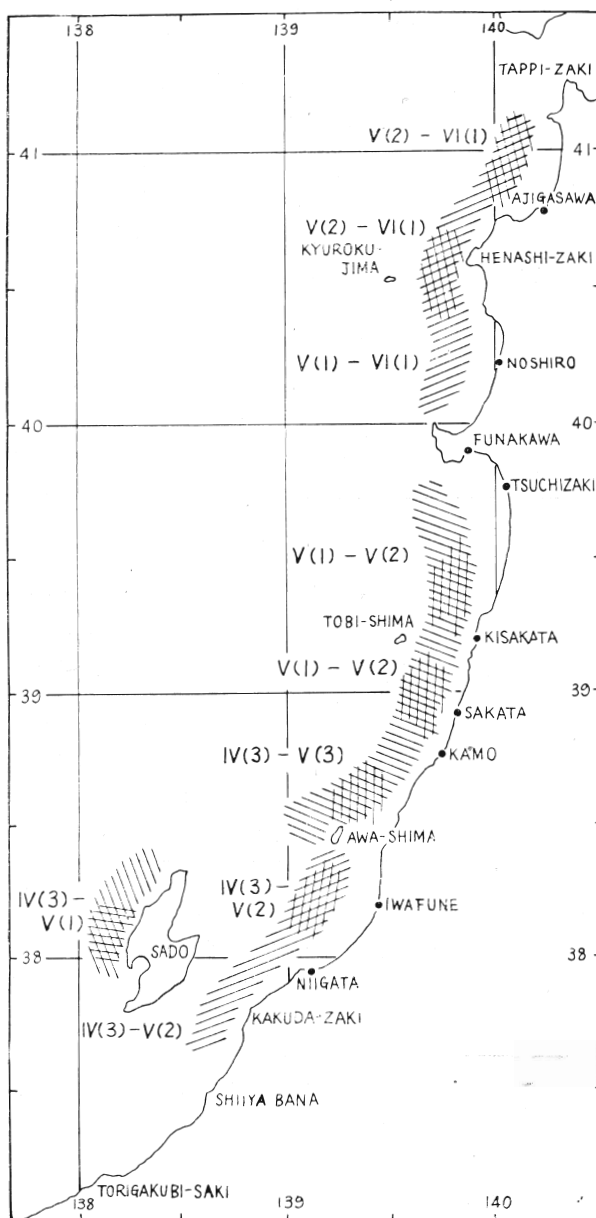 138 139 140
TAPPI-ZAKI
V(2) - VI(1)
41 41
AJIGASAWA
V(2) - VI(1)
KYUROKU-
JIMA
HENASHI-ZAKI
V(1) - VI(1)
NOSHIRO
40 40
FUNAKAWA
TSUCHIZAKI
V(1) - V(2)
TOBI-SHIMA
KISAKATA
V(1) - V(2)
39 39
SAKATA
IV(3) - V(3)
KAMO
AWA-SHIMA
IV(3) -
V(2)
IV(3) -
V(1)
IWAFUNE
SADO
38 38
NIIGATA
KAKUDA-ZAKI
IV(3) - V(2)
SHIIYA BANA
TORIGAKUBI-SAKI
138 139 140